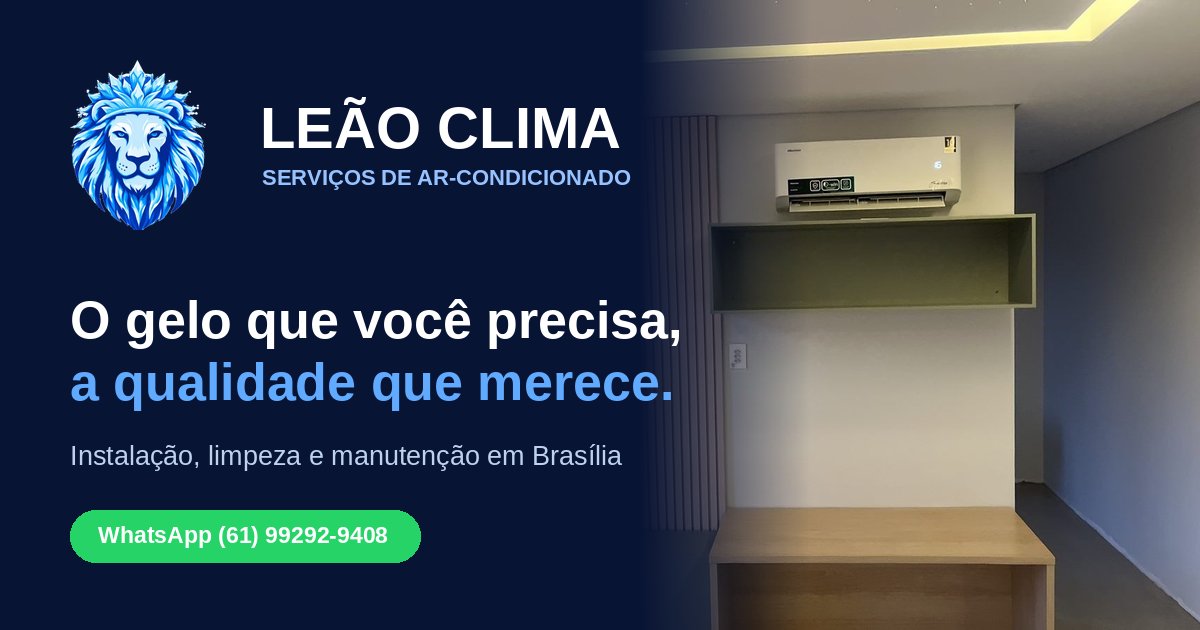 LEÃO CLIMA
SERVIÇOS DE AR-CONDICIONADO
O gelo que você precisa,
a qualidade que merece.
Instalação, limpeza e manutenção em Brasília
WhatsApp (61) 99292-9408